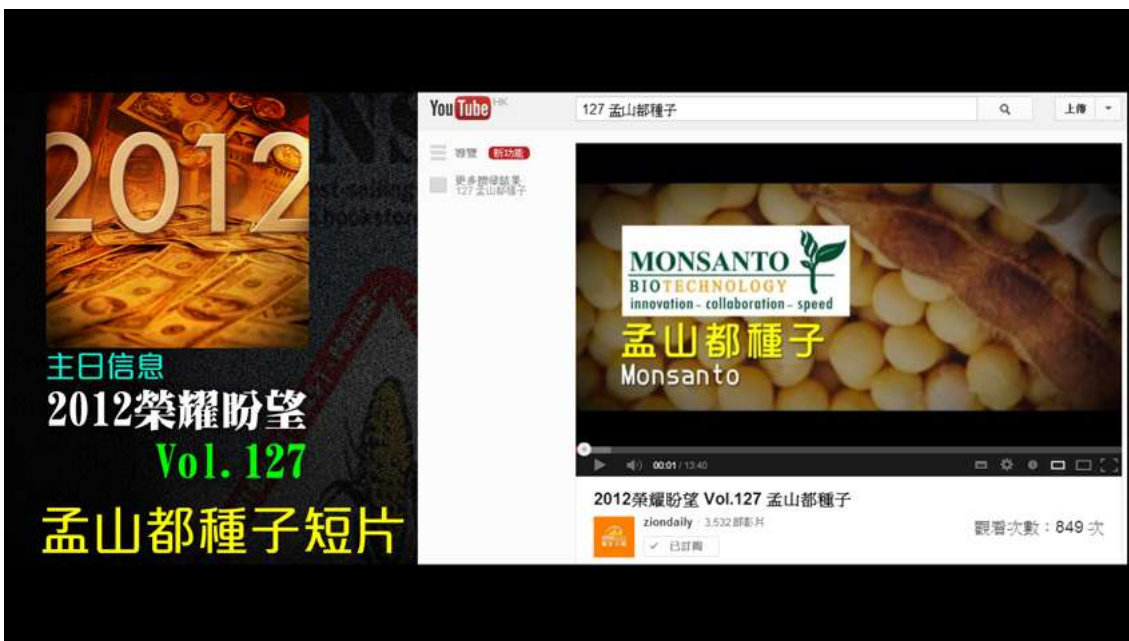 2012
主日信息
2012榮耀盼望
Vol. 127
孟山都種子短片
You Tube HK
127 孟山都種子
上傳
導覽 新功能
更多搜尋結果
127 孟山都種子
MONSANTO
BIOTECHNOLOGY
innovation - collaboration - speed
孟山都種子
Monsanto
00:01 / 13:40
2012榮耀盼望 Vol.127 孟山都種子
ziondaily 3,532 部影片
已訂閱
觀看次數：849 次